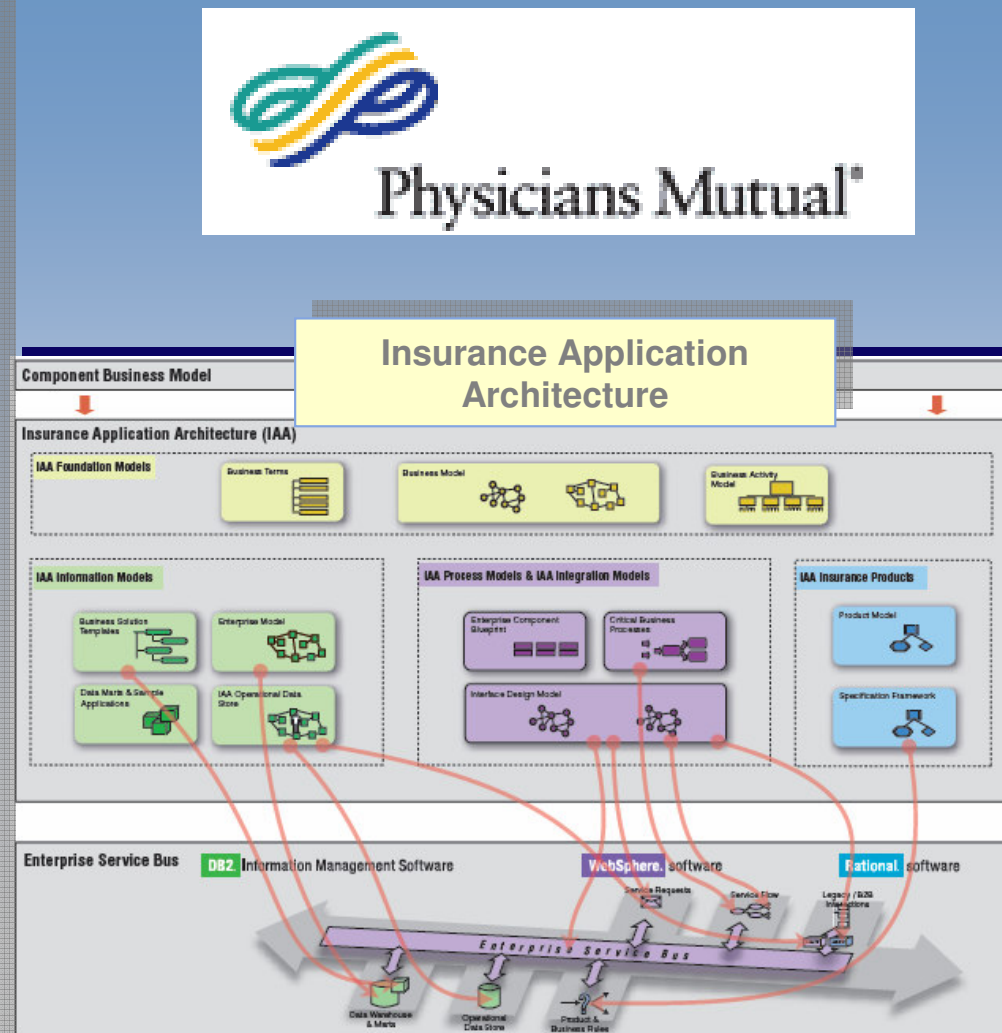 Physicians Mutual®
Insurance Application
Architecture
Component Business Model
Insurance Application Architecture (IAA)
IAA Foundation Models
Business Terms
Business Model
Business Activity
Model
IAA Information Models
Business Solution
Templates
Enterprise Model
Data Marts & Sample
Applications
IAA Operational Data
Store
IAA Process Models & IAA Integration Models
Enterprise Component
Blueprint
Critical Business
Processes
Interface Design Model
IAA Insurance Products
Product Model
Specification Framework
Enterprise Service Bus
DB2. Information Management Software
WebSphere. software
Rational. software
Service Requests
Service Flow
Legacy / B2B
Interactions
Enterprise Service Bus
Data Warehouse
& Marts
Operational
Data Store
Product &
Business Rules